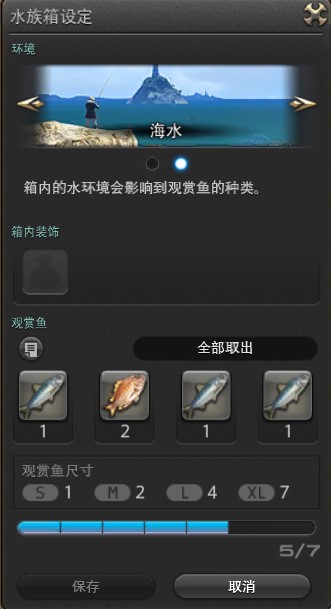 水族箱设定
环境
海水
箱内的水环境会影响到观赏鱼的种类。
箱内装饰
观赏鱼
全部取出
1 2 1 1
观赏鱼尺寸
S 1 M 2 L 4 XL 7
5/7
保存 取消